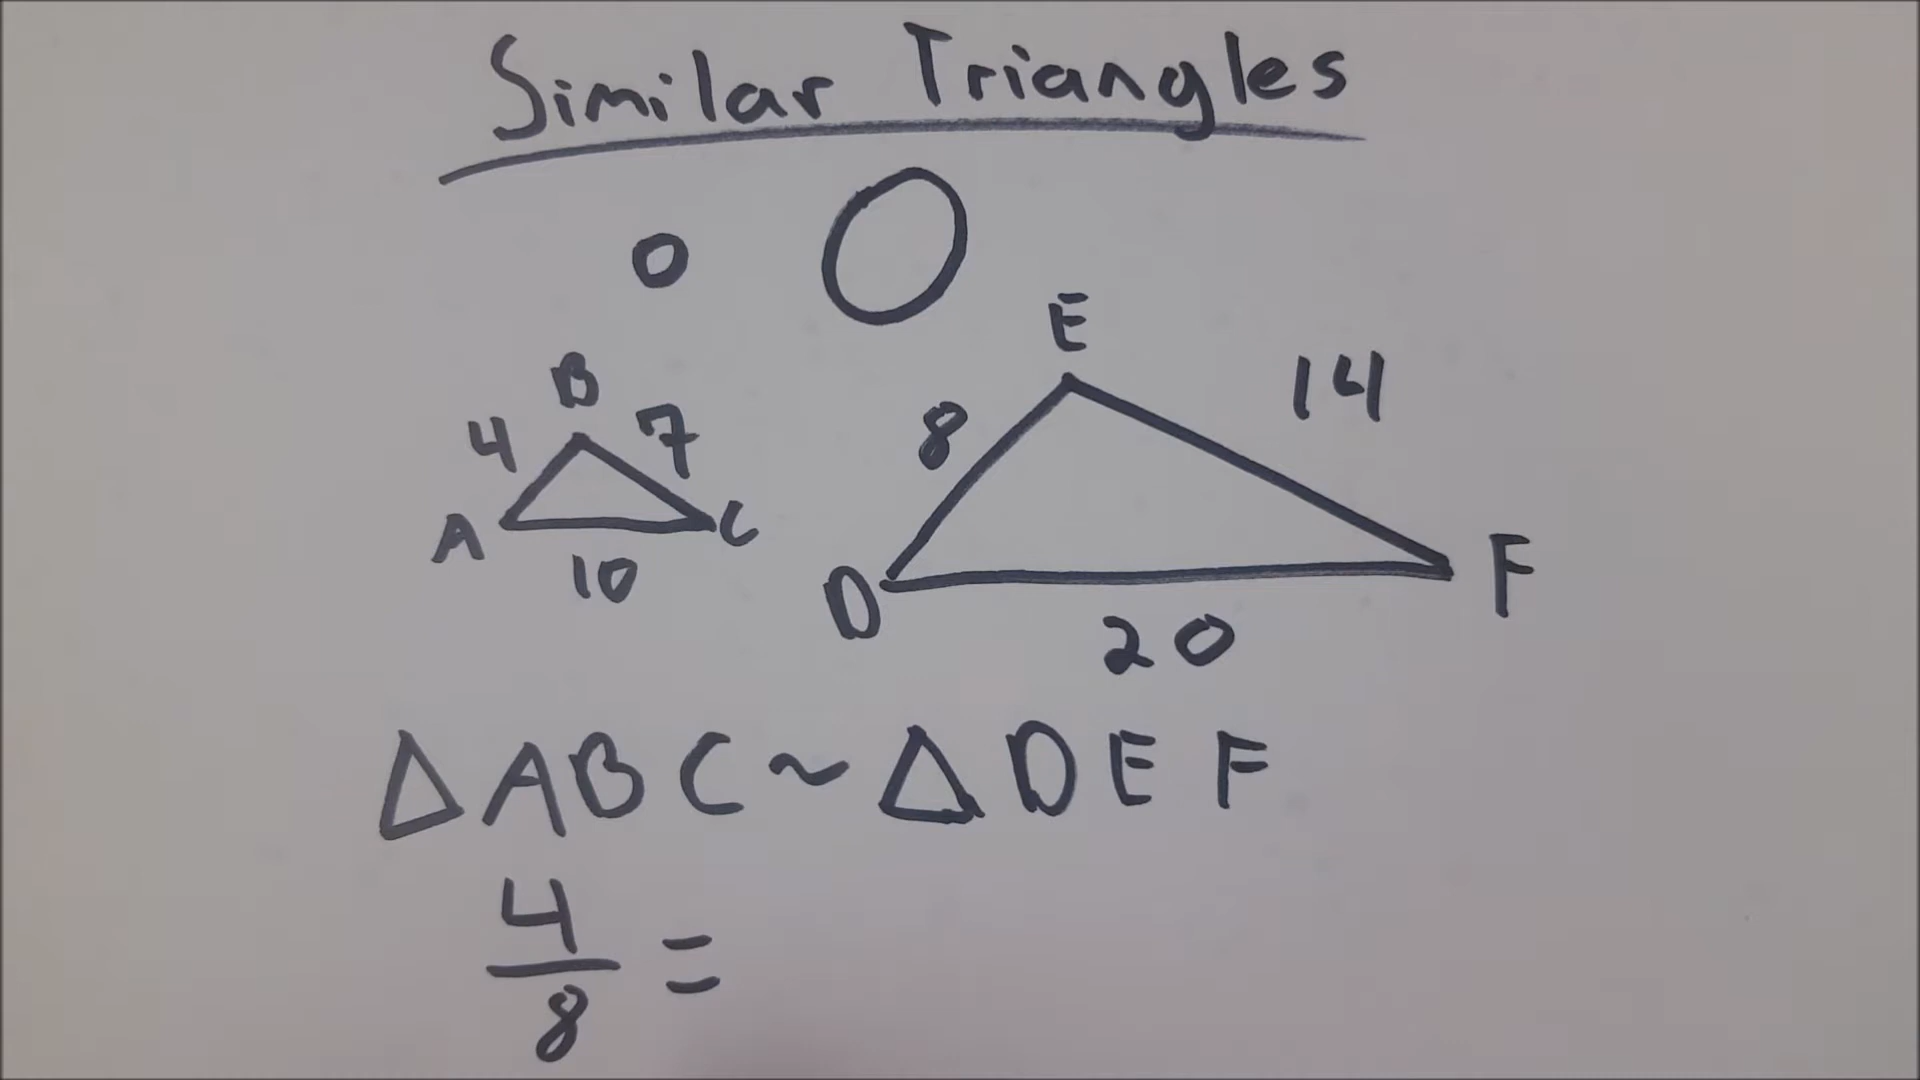 Similar Triangles
E
B
14
4 7
8
A C
10
D F
20
△ABC~△DEF
4/8 =